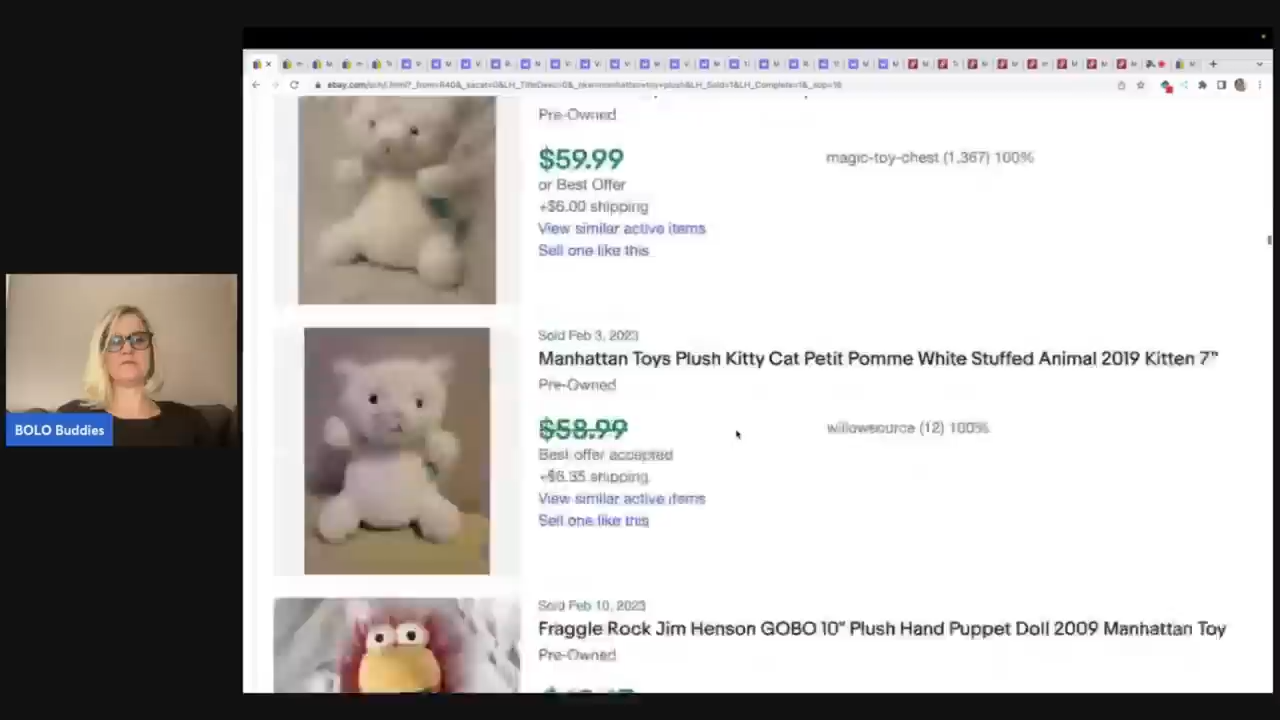 Pre-Owned
$59.99
magic-toy-chest (1,367) 100%
or Best Offer
+$6.00 shipping
View similar active items
Sell one like this
Sold Feb 3, 2023
Manhattan Toys Plush Kitty Cat Petit Pomme White Stuffed Animal 2019 Kitten 7"
Pre-Owned
$58.99
willowsource (12) 100%
Best offer accepted
+$6.35 shipping
View similar active items
Sell one like this
BOLO Buddies
Sold Feb 10, 2023
Fraggle Rock Jim Henson GOBO 10" Plush Hand Puppet Doll 2009 Manhattan Toy
Pre-Owned